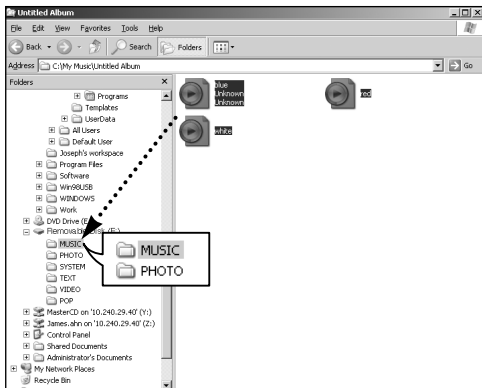 Untitled Album
File Edit View Favorites Tools Help
Back Search Folders
Address C:\My Music\Untitled Album Go
Folders
Programs
Templates
UserData
All Users
Default User
Joseph's workspace
Program Files
Software
Win98USB
WINDOWS
Work
DVD Drive (E
Removable Disk (F:)
MUSIC
PHOTO
SYSTEM
TEXT
VIDEO
POP
MasterCD on '10.240.29.40' (Y:)
James.ahn on '10.240.29.40' (Z:)
Control Panel
Shared Documents
Administrator's Documents
My Network Places
Recycle Bin
blue
Unknown
Unknown
red
white
MUSIC
PHOTO